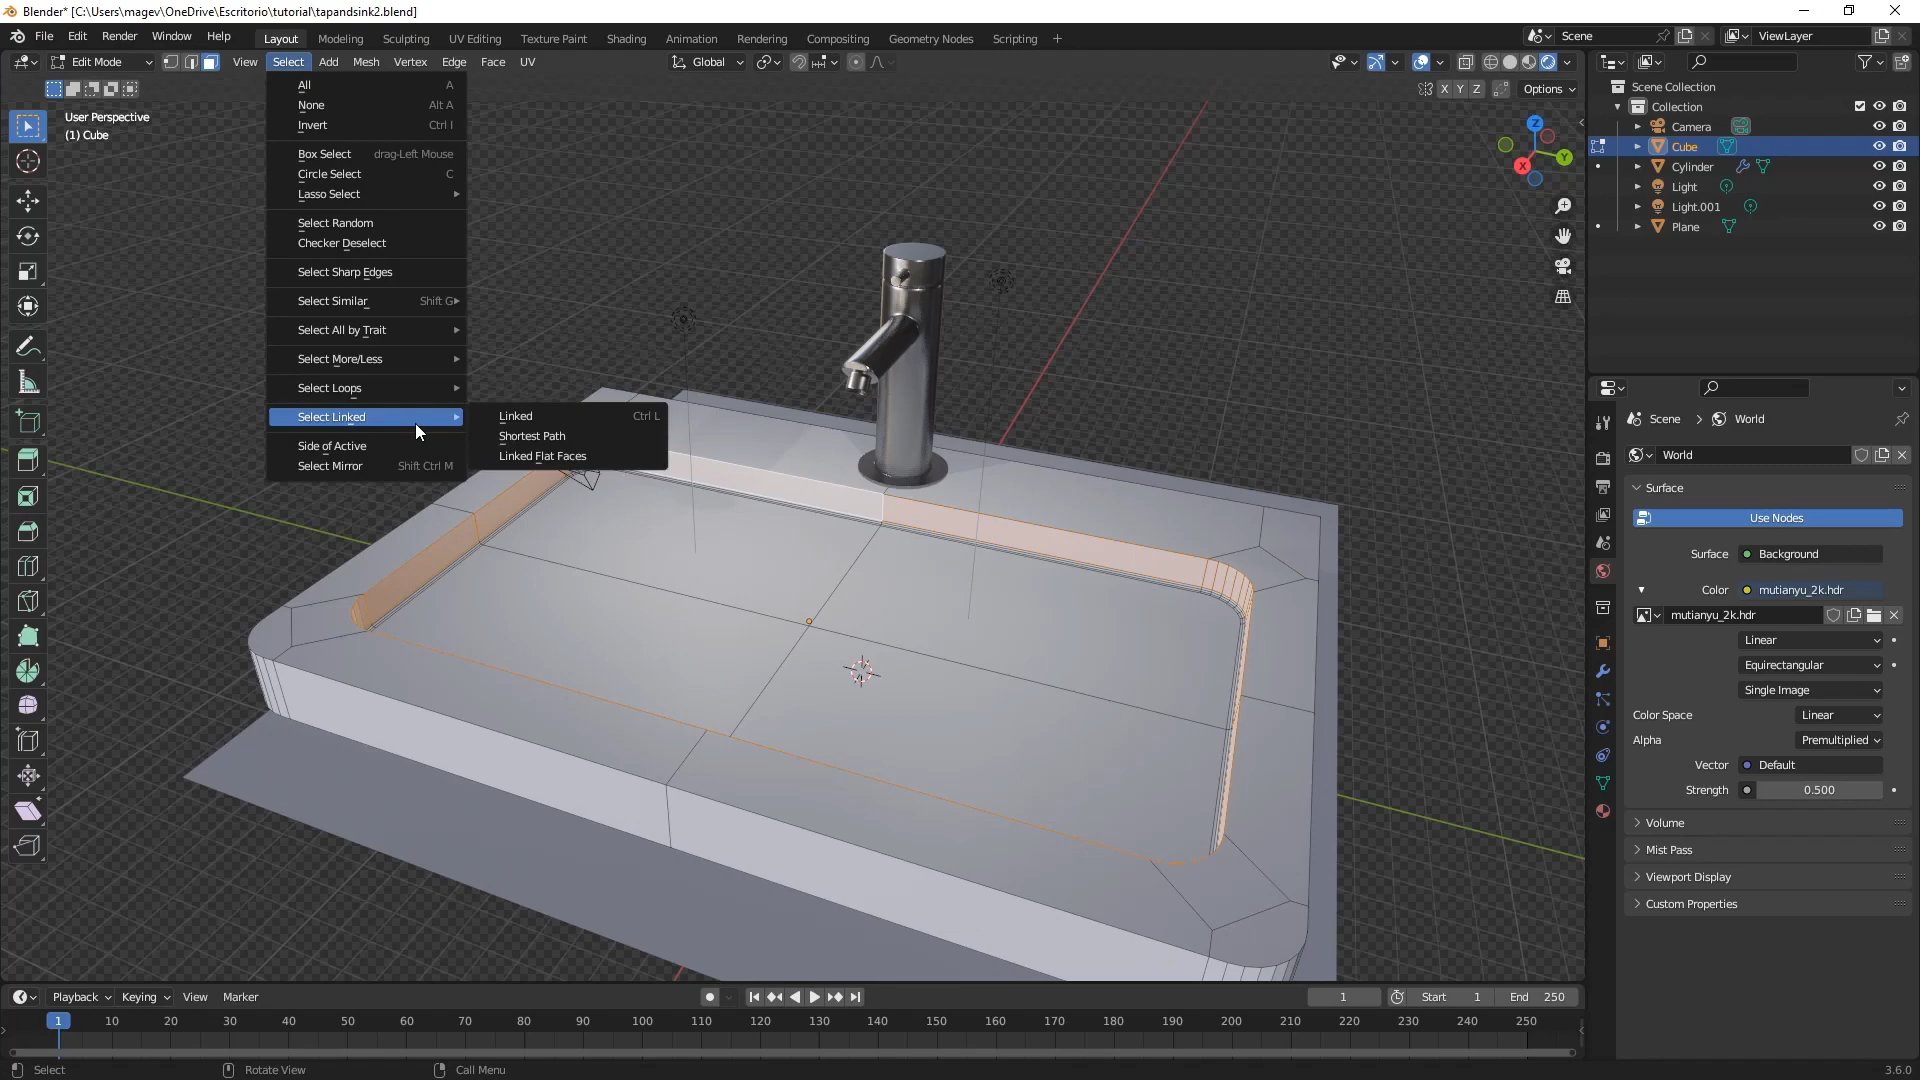 Blender* [C:\Users\magev\OneDrive\Escritorio\tutorial\tapandsink2.blend]
File Edit Render Window Help Layout Modeling Sculpting UV Editing Texture Paint Shading Animation Rendering Compositing Geometry Nodes Scripting + Scene ViewLayer
Edit Mode View Select Add Mesh Vertex Edge Face UV Global
X Y Z Options
User Perspective
(1) Cube
All A
None Alt A
Invert Ctrl I
Box Select drag-Left Mouse
Circle Select C
Lasso Select
Select Random
Checker Deselect
Select Sharp Edges
Select Similar Shift G
Select All by Trait
Select More/Less
Select Loops
Select Linked
Side of Active
Select Mirror Shift Ctrl M
Linked Ctrl L
Shortest Path
Linked Flat Faces
Z
Y
X
Scene Collection
Collection
Camera
Cube
Cylinder
Light
Light.001
Plane
Scene > World
World
Surface
Use Nodes
Surface Background
Color mutianyu_2k.hdr
mutianyu_2k.hdr
Linear
Equirectangular
Single Image
Color Space Linear
Alpha Premultiplied
Vector Default
Strength 0.500
Volume
Mist Pass
Viewport Display
Custom Properties
Playback Keying View Marker 1 Start 1 End 250
1 10 20 30 40 50 60 70 80 90 100 110 120 130 140 150 160 170 180 190 200 210 220 230 240 250
Select Rotate View Call Menu 3.6.0